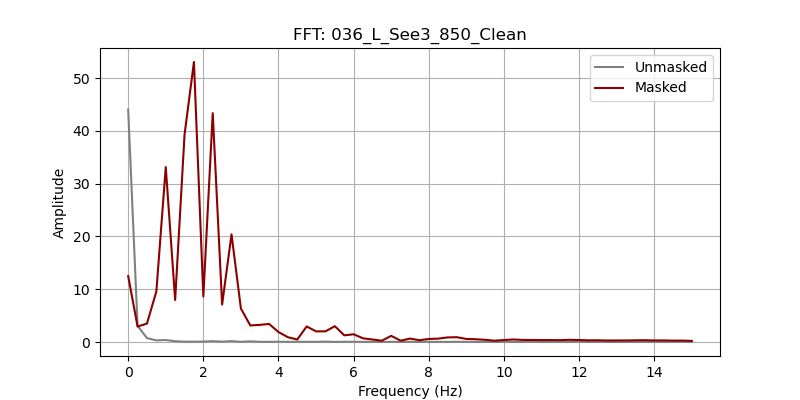 FFT: 036_L_See3_850_Clean
Unmasked
Masked
Amplitude
50
40
30
20
10
0
0 2 4 6 8 10 12 14
Frequency (Hz)